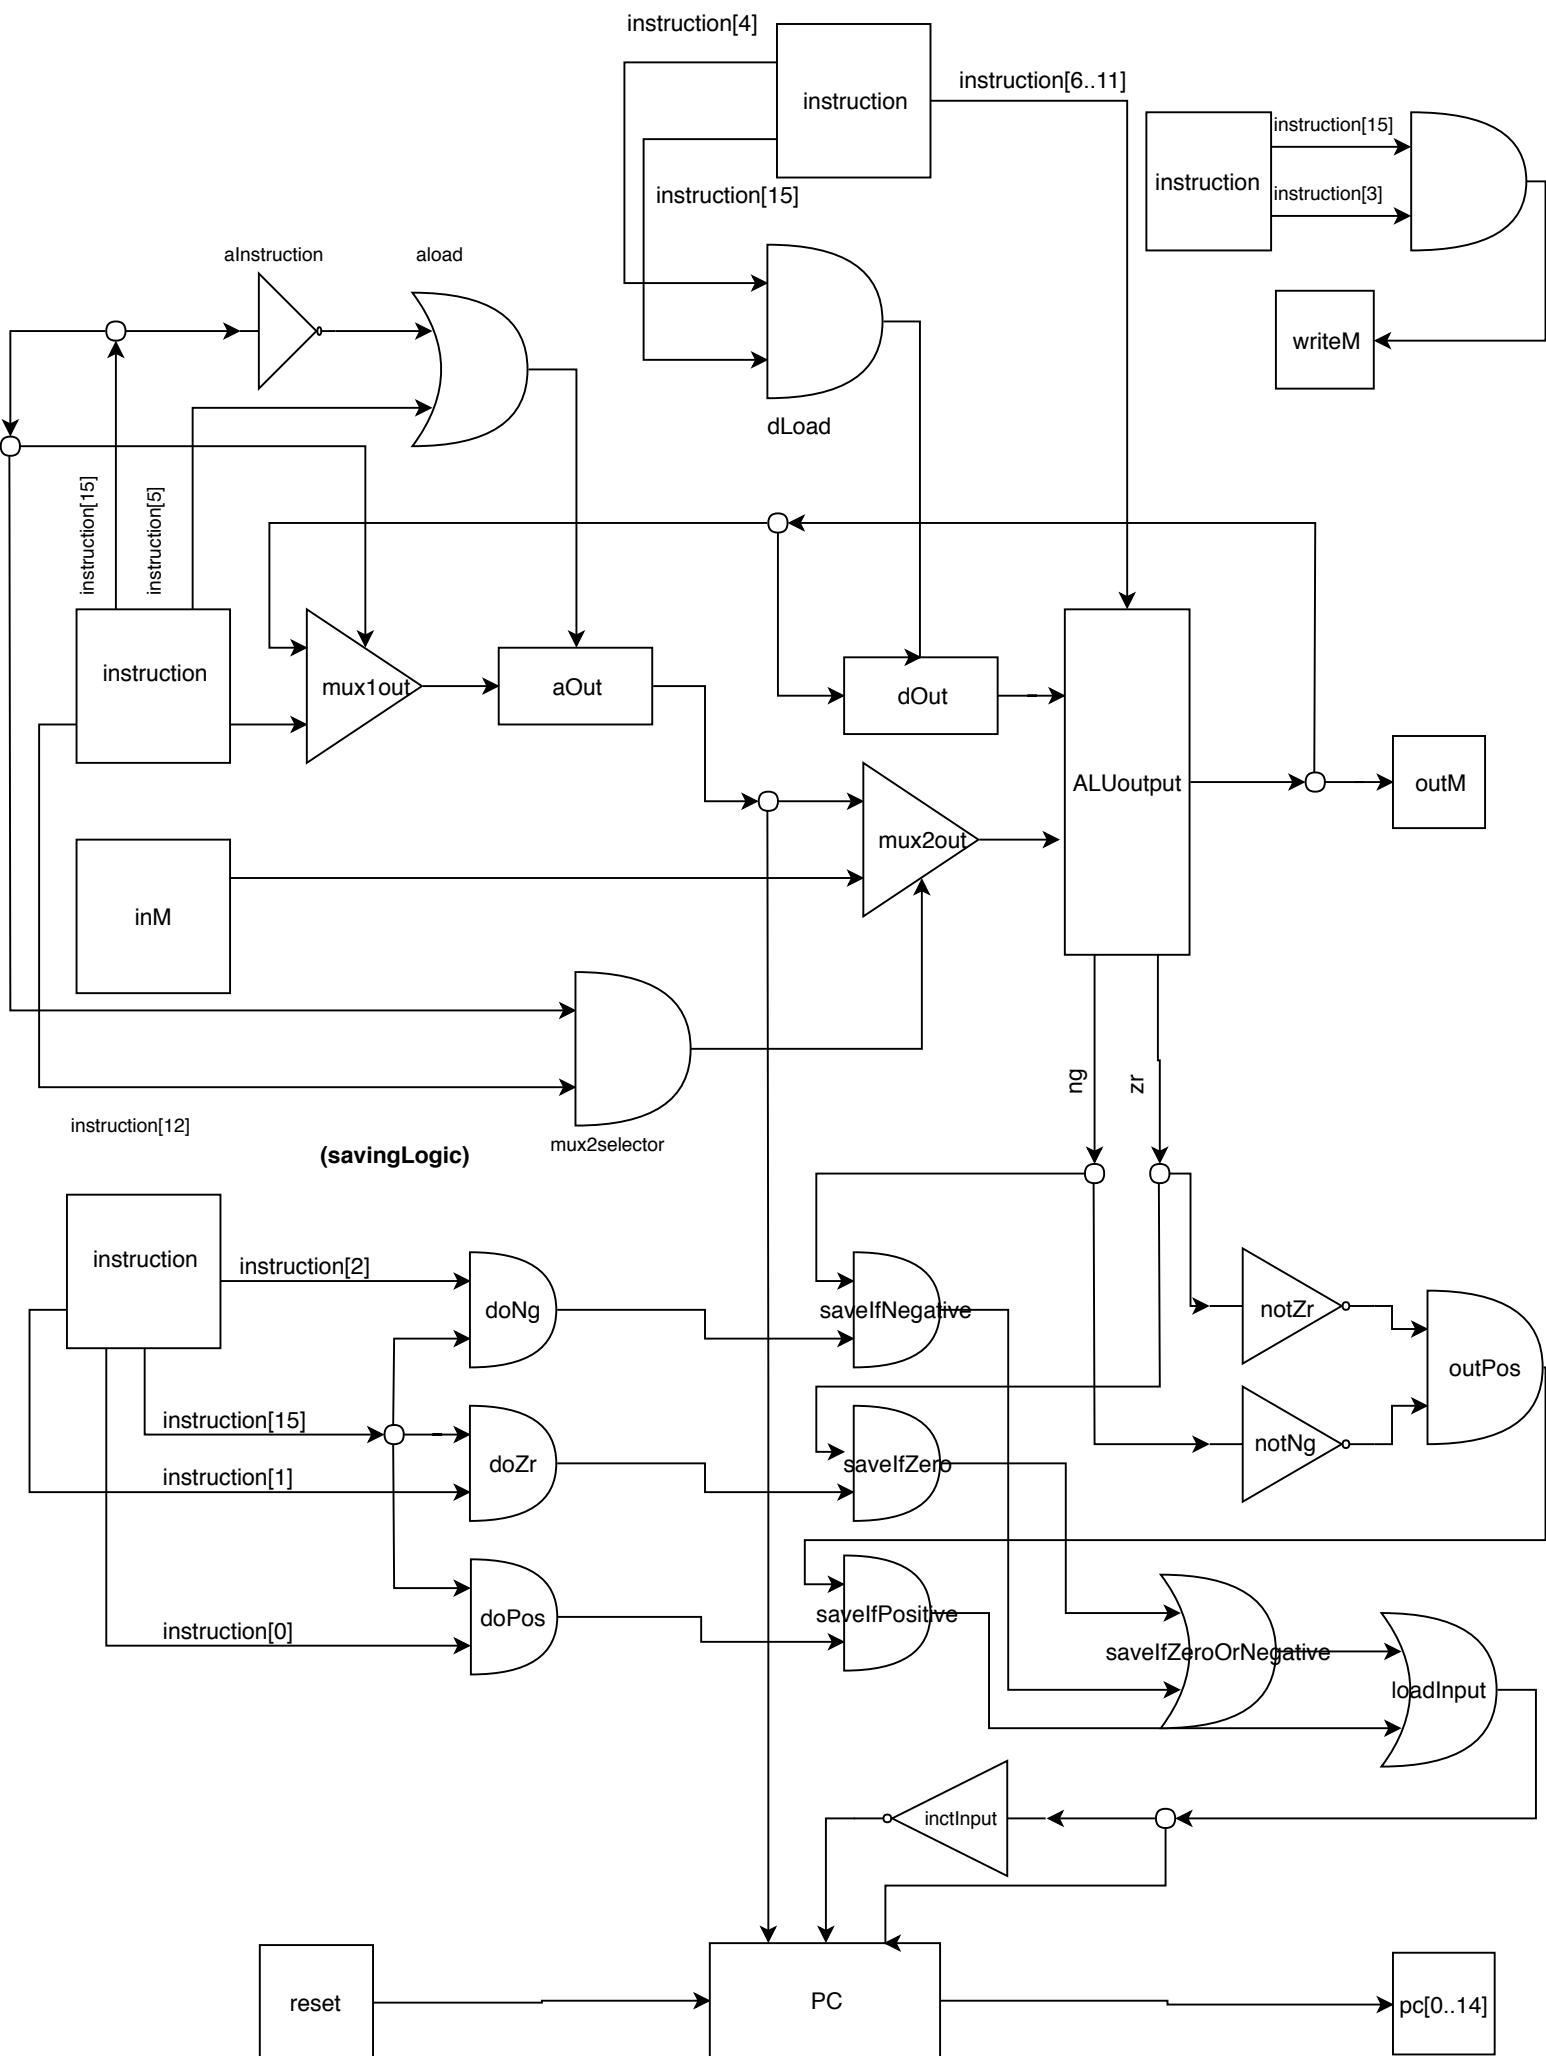 instruction[4]
instruction
instruction[6..11]
instruction[15]
instruction
instruction[3]
instruction[15]
writeM
aInstruction
aload
dLoad
instruction[15]
instruction[5]
instruction
mux1out
aOut
dOut
ALUoutput
outM
mux2out
inM
ng
zr
instruction[12]
mux2selector
(savingLogic)
instruction
instruction[2]
doNg
saveIfNegative
notZr
outPos
instruction[15]
doZr
saveIfZero
notNg
instruction[1]
doPos
saveIfPositive
instruction[0]
saveIfZeroOrNegative
loadInput
inctInput
reset
PC
pc[0..14]